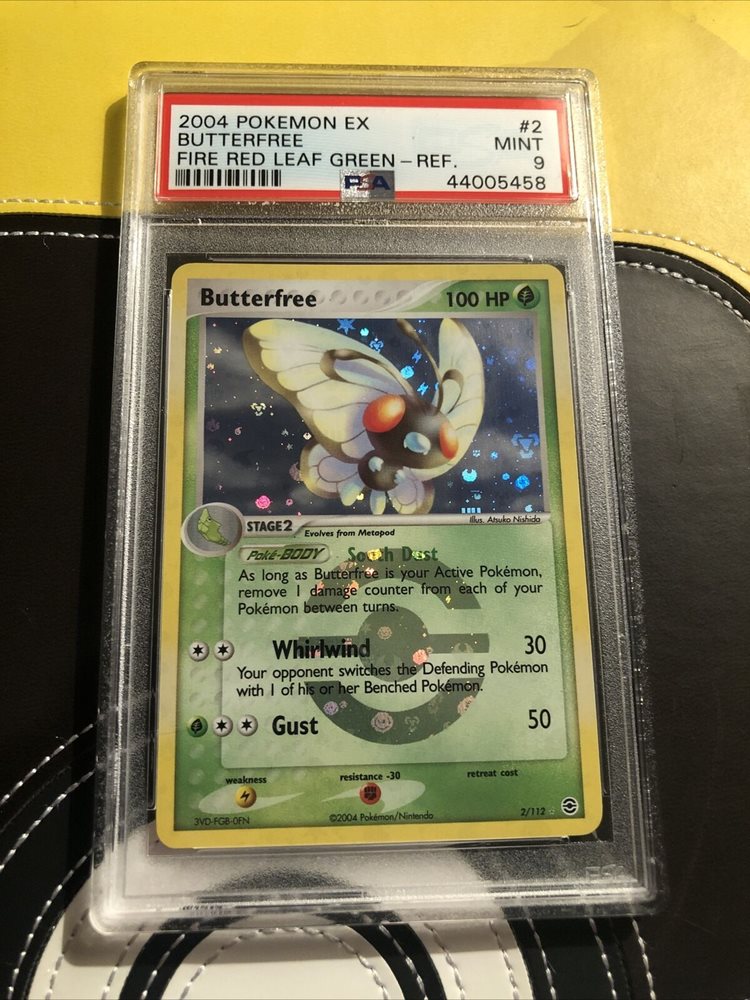 2004 POKEMON EX #2
BUTTERFREE MINT
FIRE RED LEAF GREEN - REF. 9
PSA 44005458
Butterfree 100 HP
Illus. Atsuko Nishida
STAGE2 Evolves from Metapod
Poké-BODY South Dust
As long as Butterfree is your Active Pokémon,
remove 1 damage counter from each of your
Pokémon between turns.
Whirlwind 30
Your opponent switches the Defending Pokémon
with 1 of his or her Benched Pokémon.
Gust 50
weakness resistance -30 retreat cost
3VD-FGB-0FN ©2004 Pokémon/Nintendo 2/112